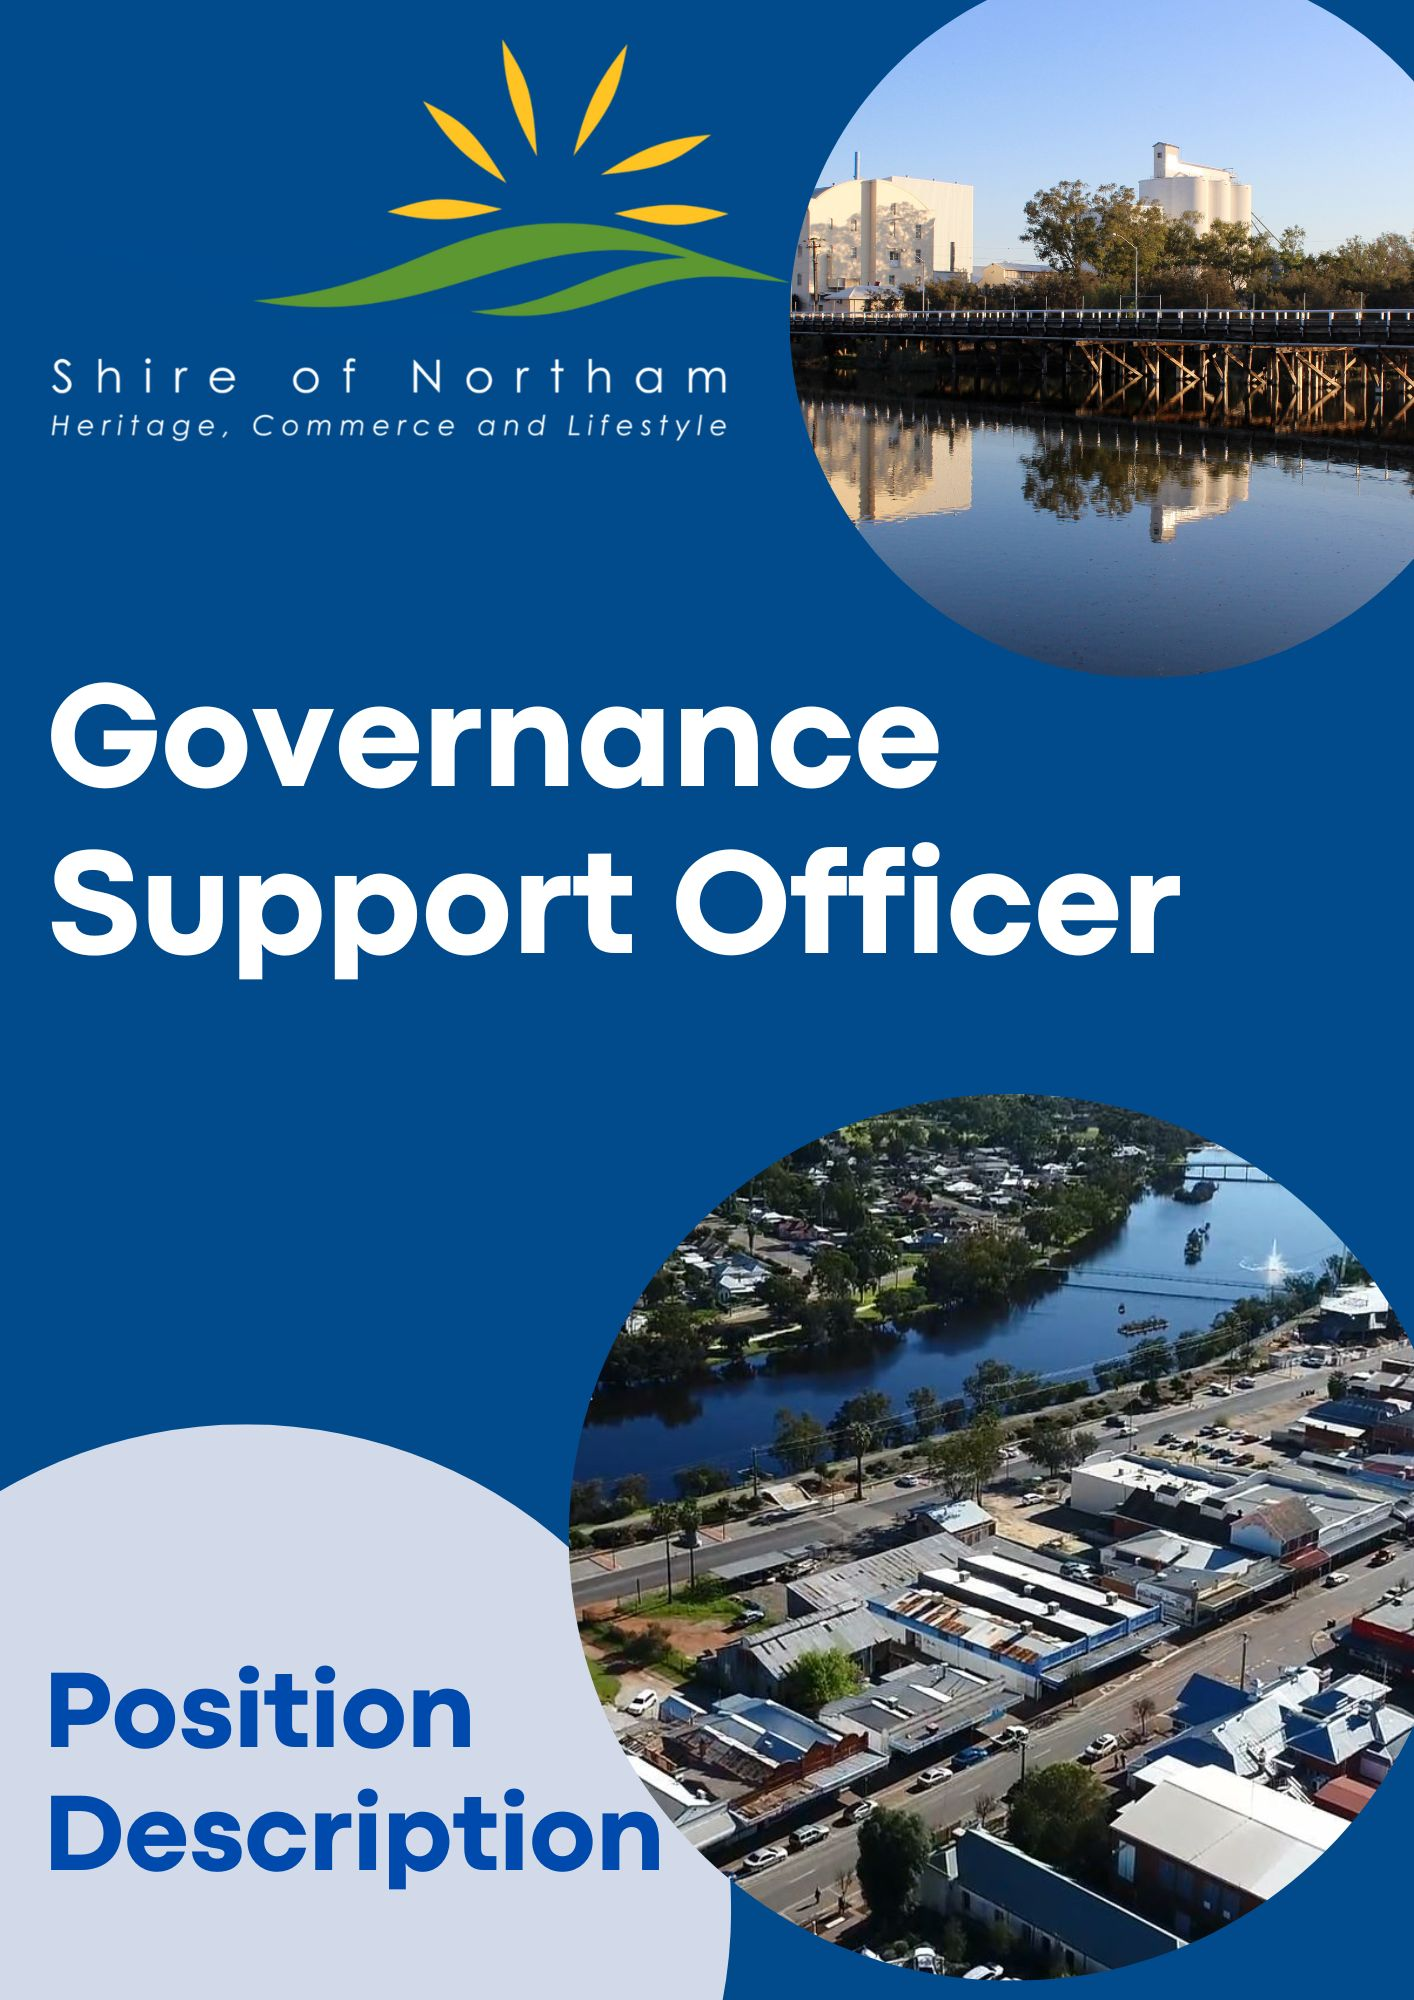 Shire of Northam
Heritage, Commerce and Lifestyle
Governance
Support Officer
Position
Description